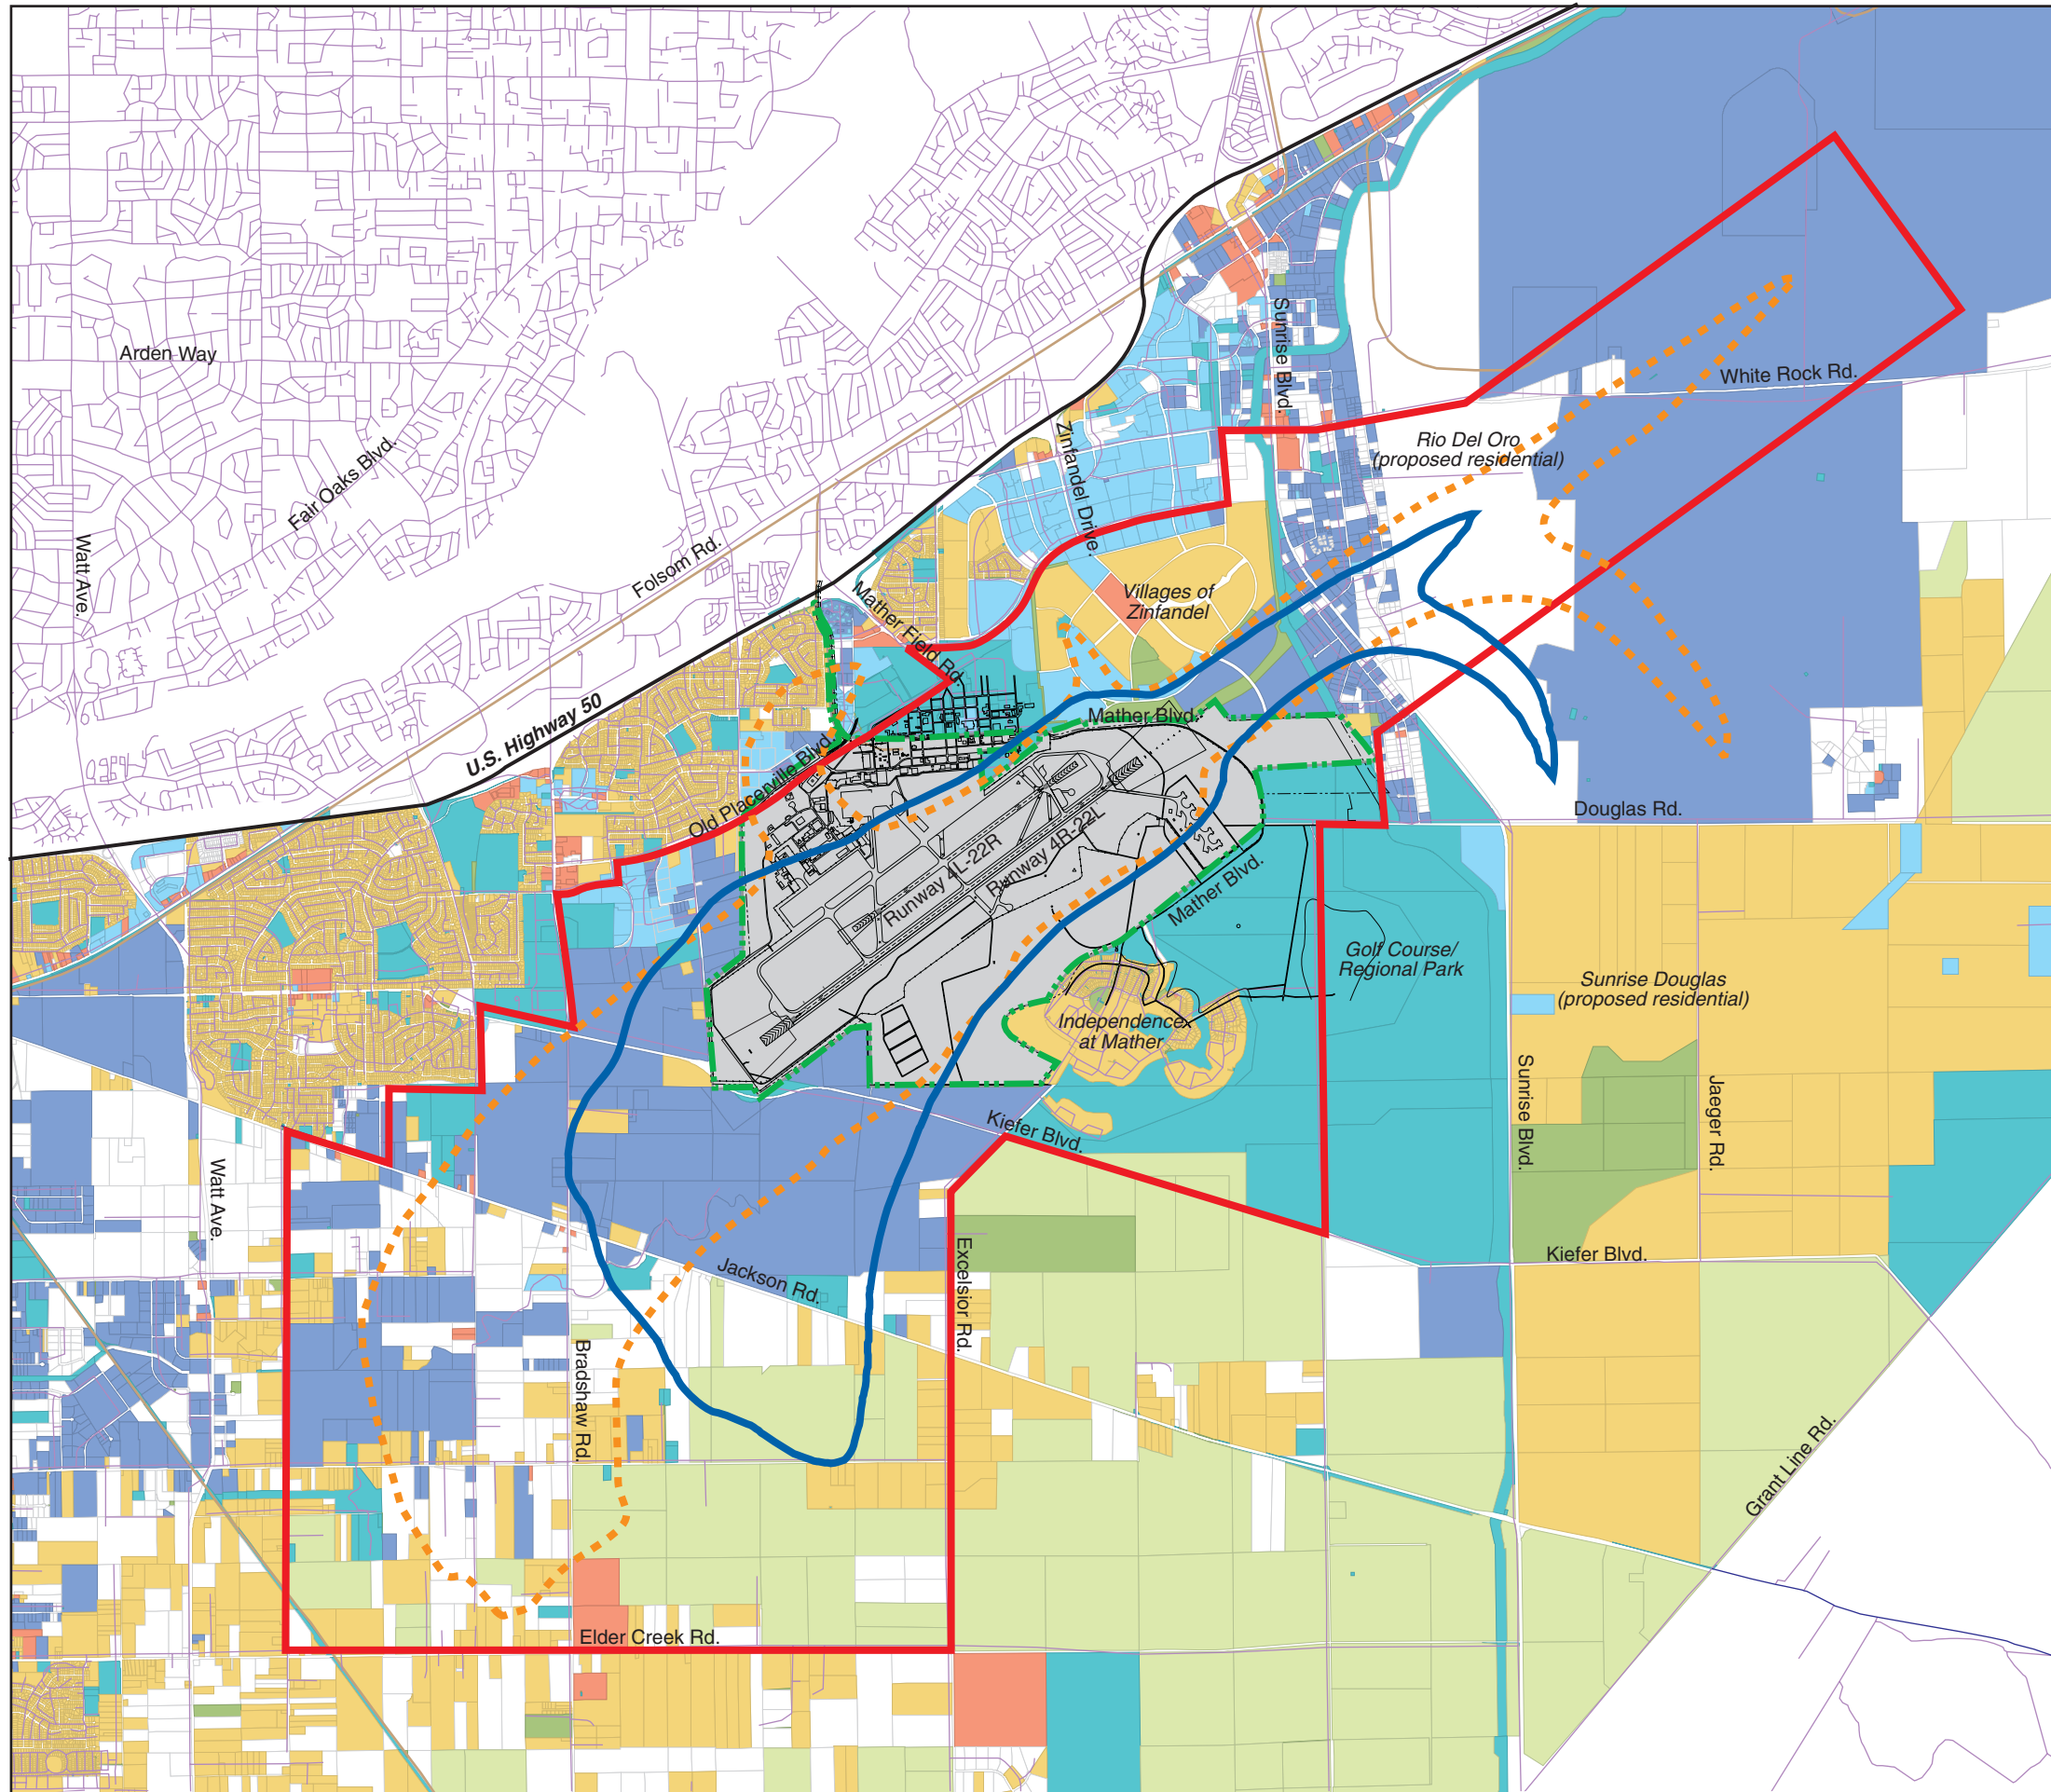 Arden Way
Fair Oaks Blvd.
Watt Ave.
Folsom Rd.
U.S. Highway 50
Sunrise Blvd.
White Rock Rd.
Rio Del Oro
(proposed residential)
Zinfandel Drive.
Villages of
Zinfandel
Mather Field Rd.
Mather Blvd.
Old Placerville Blvd.
Runway 4L-22R
Runway 4R-22L
Mather Blvd.
Douglas Rd.
Golf Course/
Regional Park
Sunrise Douglas
(proposed residential)
Independence
at Mather
Kiefer Blvd.
Sunrise Blvd.
Jaeger Rd.
Watt Ave.
Jackson Rd.
Excelsior Rd.
Kiefer Blvd.
Bradshaw Rd.
Grant Line Rd.
Elder Creek Rd.